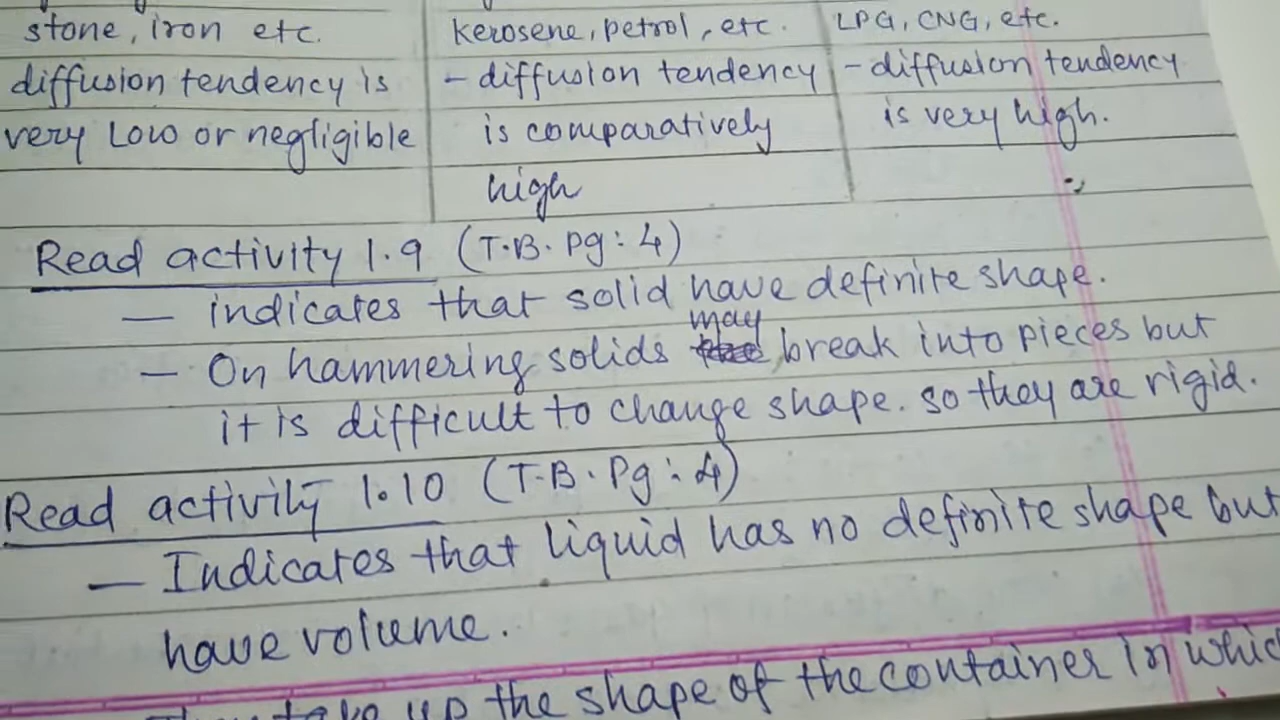 stone, iron etc.
kerosene, petrol, etc.
LPG, CNG, etc.
diffusion tendency is
- diffusion tendency
- diffusion tendency
very Low or negligible
is comparatively
is very high.
high
Read activity 1.9 (T.B. pg: 4)
— indicates that solid have definite shape.
may
— On hammering solids break into pieces but
it is difficult to change shape. so they are rigid.
Read activity 1.10 (T.B. Pg: 4)
— Indicates that liquid has no definite shape but
have volume.
take up the shape of the container in